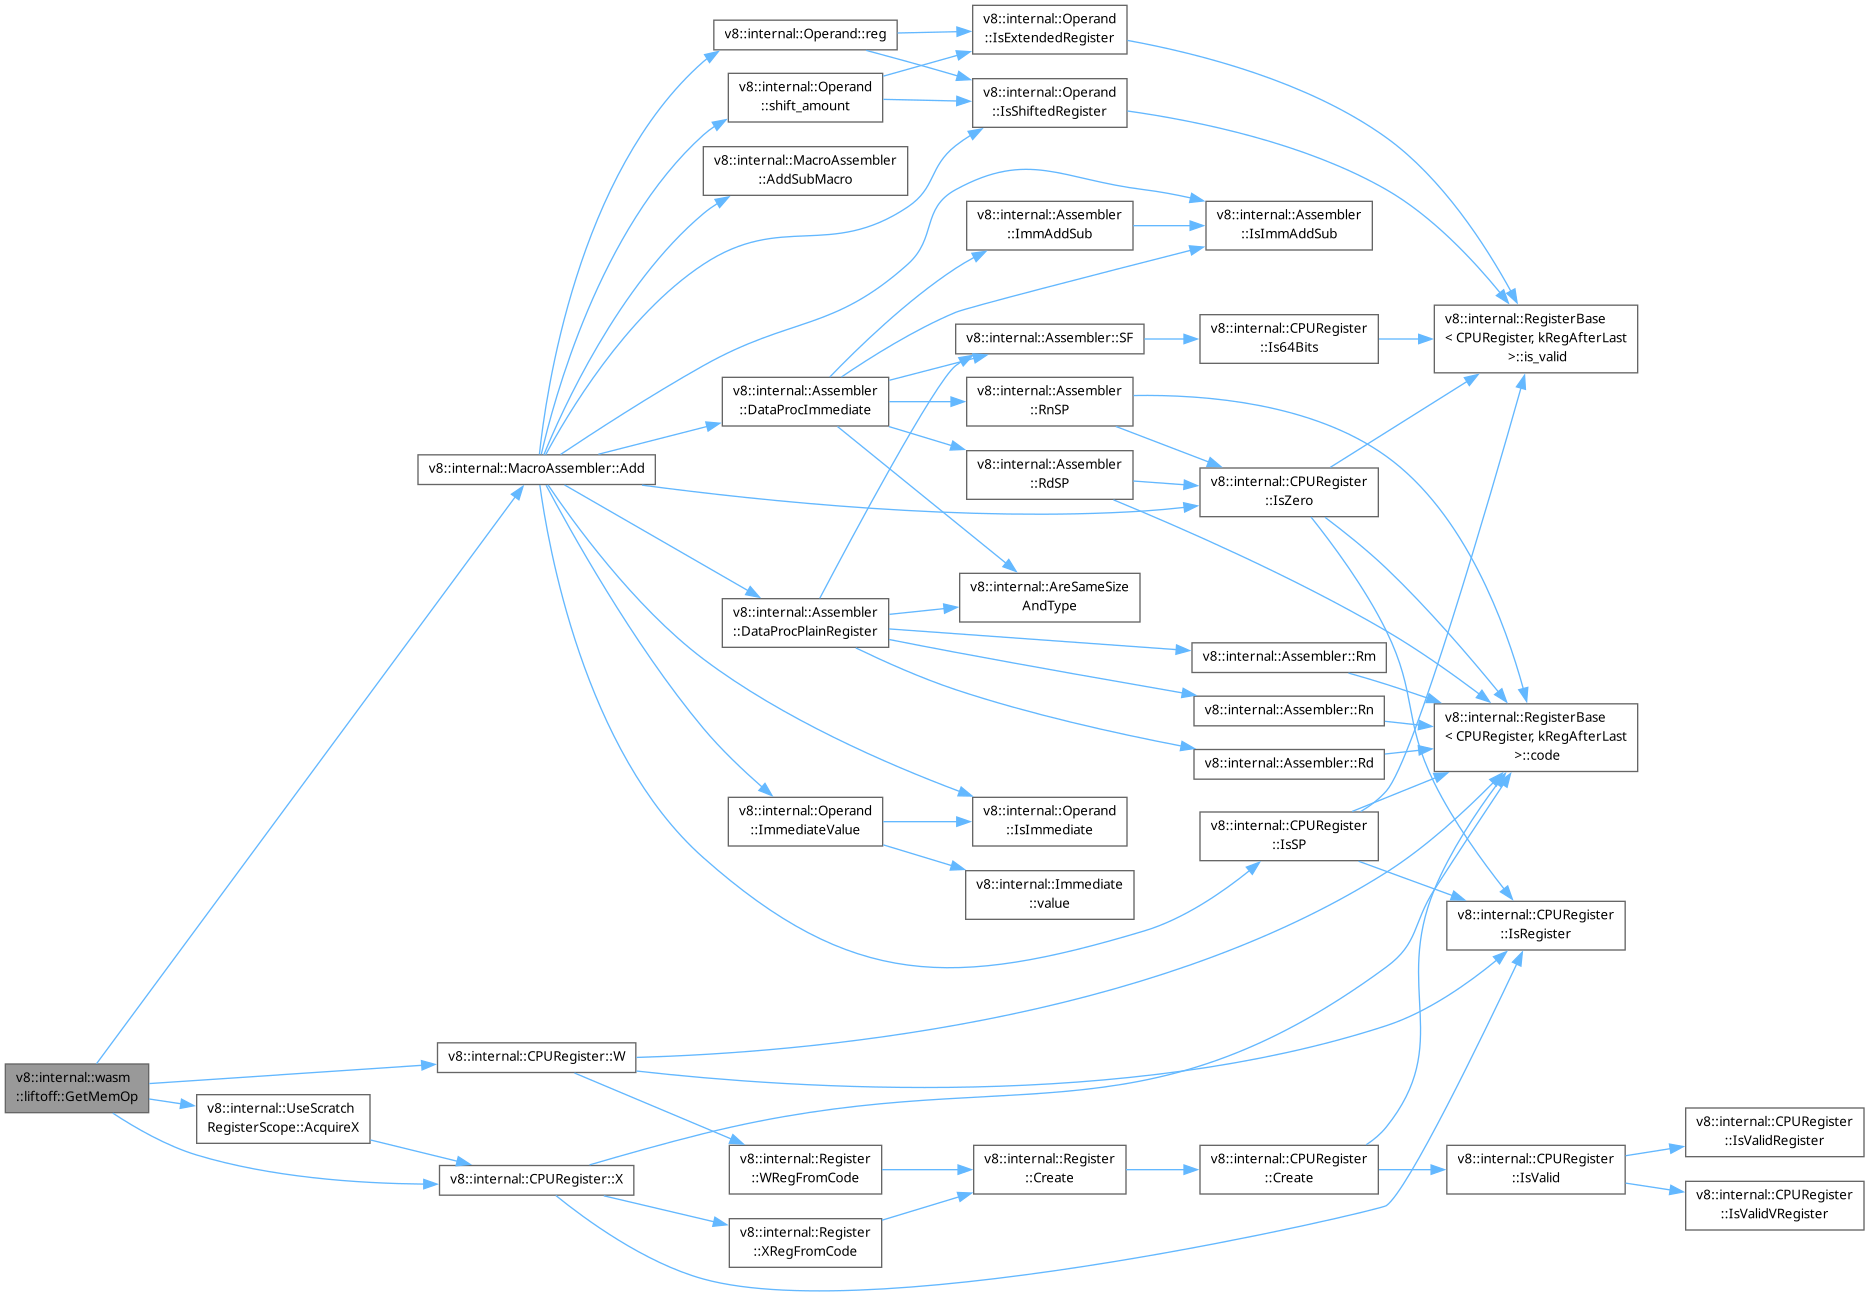 v8::internal::wasm
::liftoff::GetMemOp
v8::internal::MacroAssembler::Add
v8::internal::Operand::reg
v8::internal::Operand
::IsExtendedRegister
v8::internal::Operand
::shift_amount
v8::internal::Operand
::IsShiftedRegister
v8::internal::MacroAssembler
::AddSubMacro
v8::internal::Assembler
::ImmAddSub
v8::internal::Assembler
::IsImmAddSub
v8::internal::Assembler::SF
v8::internal::CPURegister
::Is64Bits
v8::internal::RegisterBase
< CPURegister, kRegAfterLast
>::is_valid
v8::internal::Assembler
::DataProcImmediate
v8::internal::Assembler
::RnSP
v8::internal::Assembler
::RdSP
v8::internal::CPURegister
::IsZero
v8::internal::AreSameSize
AndType
v8::internal::Assembler
::DataProcPlainRegister
v8::internal::Assembler::Rm
v8::internal::Assembler::Rn
v8::internal::Assembler::Rd
v8::internal::RegisterBase
< CPURegister, kRegAfterLast
>::code
v8::internal::Operand
::ImmediateValue
v8::internal::Operand
::IsImmediate
v8::internal::Immediate
::value
v8::internal::CPURegister
::IsSP
v8::internal::CPURegister
::IsRegister
v8::internal::CPURegister::W
v8::internal::UseScratch
RegisterScope::AcquireX
v8::internal::CPURegister::X
v8::internal::Register
::WRegFromCode
v8::internal::Register
::XRegFromCode
v8::internal::Register
::Create
v8::internal::CPURegister
::Create
v8::internal::CPURegister
::IsValid
v8::internal::CPURegister
::IsValidRegister
v8::internal::CPURegister
::IsValidVRegister